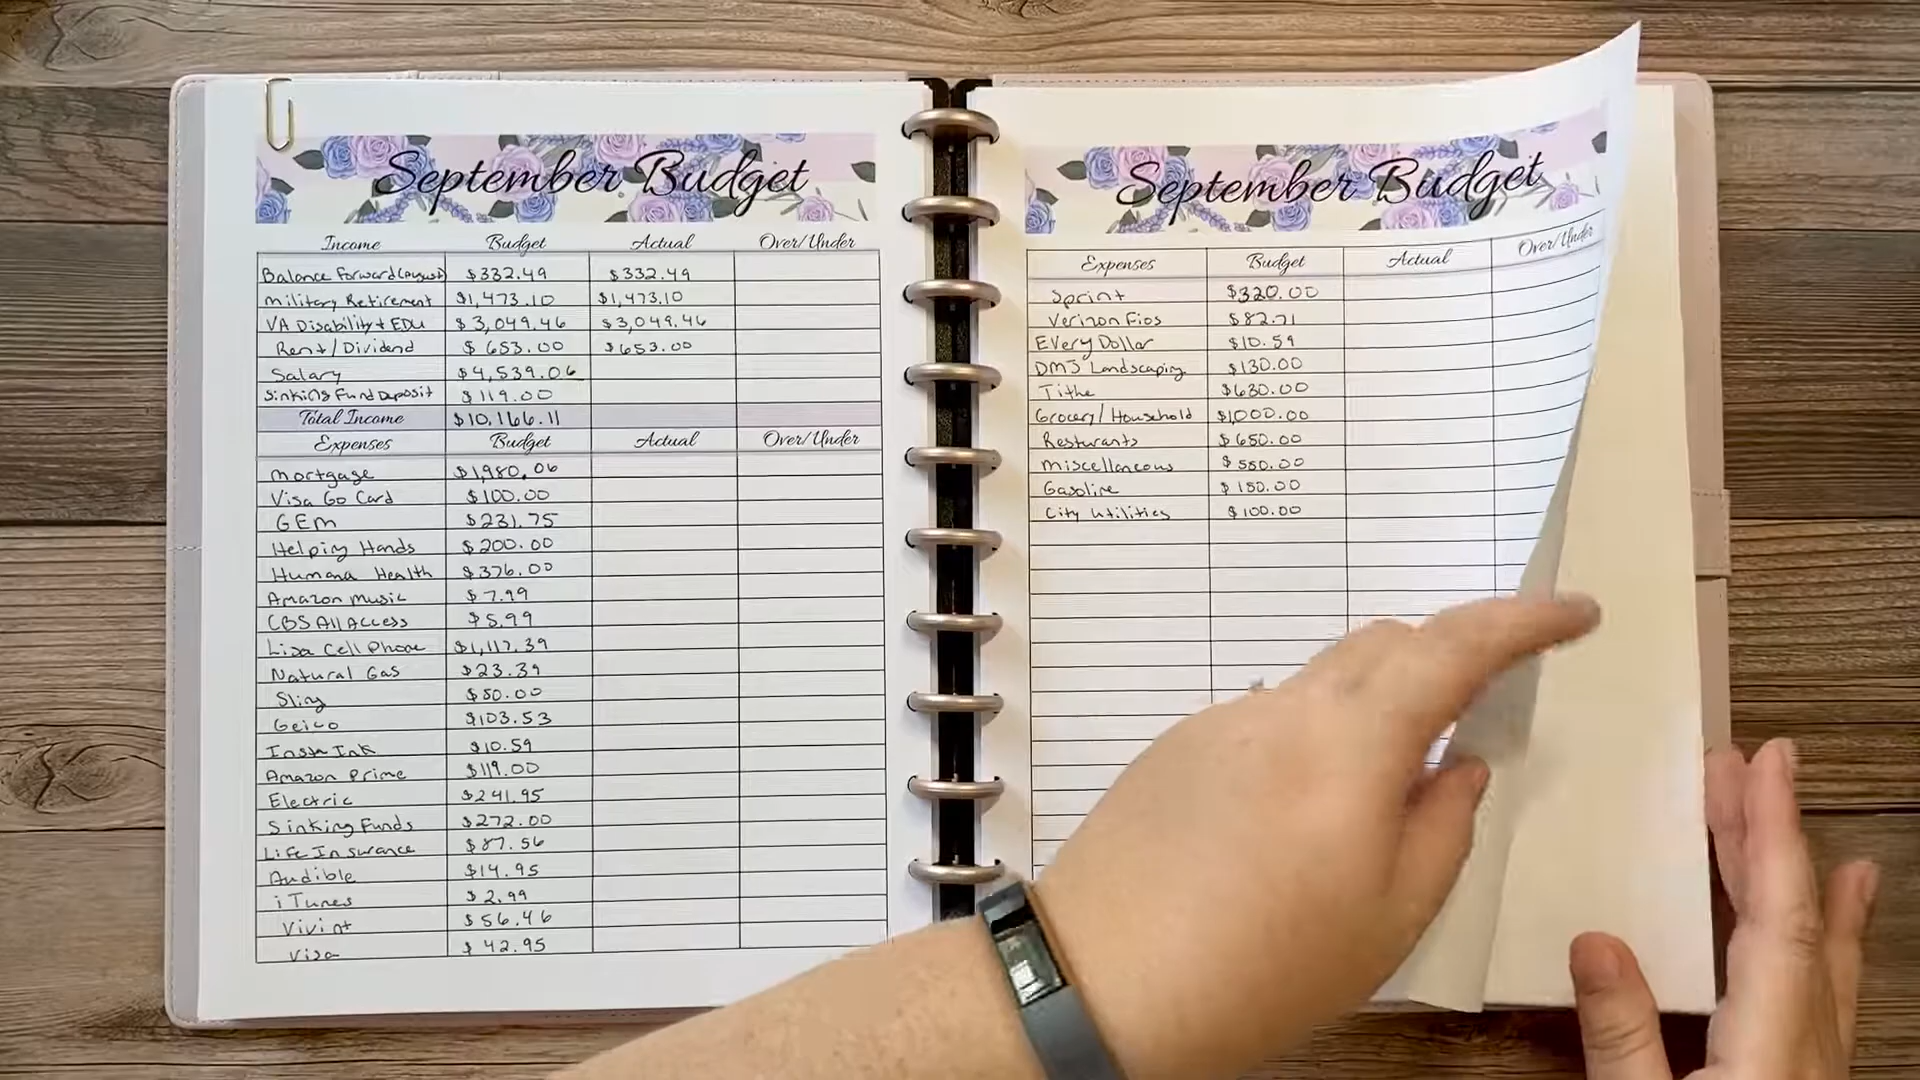 September Budget
Income Budget Actual Over/Under
Balance Forward (august) $332.49 $332.49
Military Retirement $1,473.10 $1,473.10
VA Disability + EDU $3,049.46 $3,049.46
Rent/Dividend $653.00 $653.00
Salary $4,539.06
Sinking Fund Deposit $119.00
Total Income $10,166.11
Expenses Budget Actual Over/Under
Mortgage $1,980.06
Visa Go Card $100.00
GEM $231.75
Helping Hands $200.00
Humana Health $376.00
Amazon Music $7.99
CBS All Access $5.99
Lisa Cell Phone $1,117.39
Natural Gas $23.39
Sling $50.00
Geico $103.53
Insta Ink $10.59
Amazon Prime $119.00
Electric $241.95
Sinking Funds $272.00
Life Insurance $87.56
Audible $14.95
iTunes $2.99
Vivint $56.46
Visa $42.95
September Budget
Expenses Budget Actual Over/Under
Sprint $320.00
Verizon Fios $82.71
EVery Dollar $10.59
DMJ Landscaping $130.00
Tithe $630.00
Grocery/Household $1000.00
Resturants $650.00
Miscellaneous $550.00
Gasoline $150.00
City Utilities $100.00